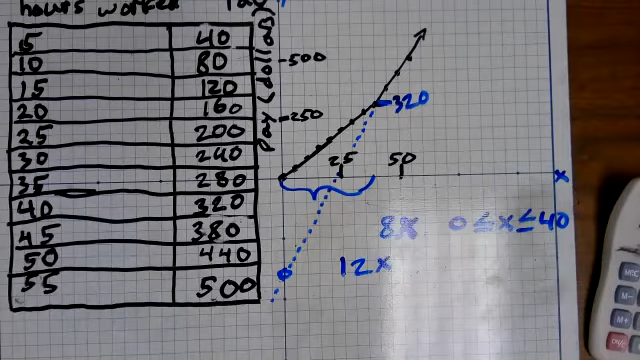 hours worked
5 40
10 80
15 120
20 160
25 200
30 240
35 280
40 320
45 380
50 440
55 500
Pay (dollars)
500
250
320
25 50
x
8x 0 ≤ x ≤ 40
12x
MRC
M-
M+